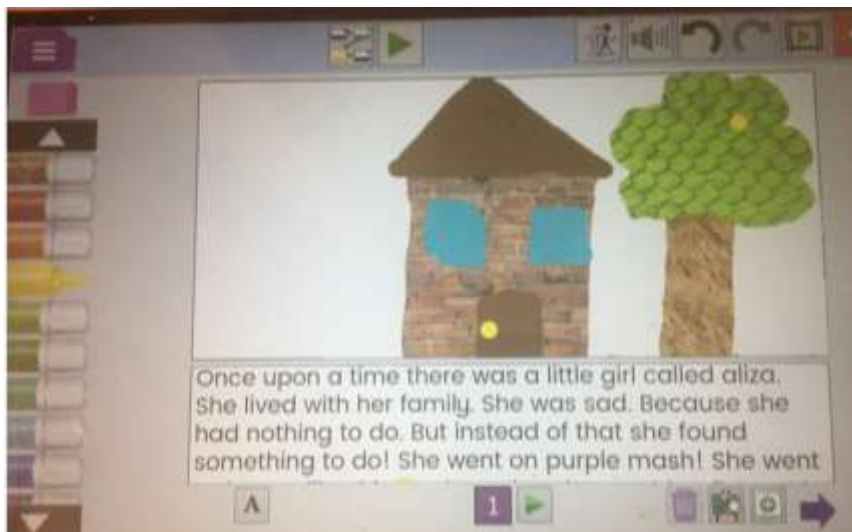 Once upon a time there was a little girl called aliza.
She lived with her family. She was sad. Because she
had nothing to do. But instead of that she found
something to do! She went on purple mash! She went
1